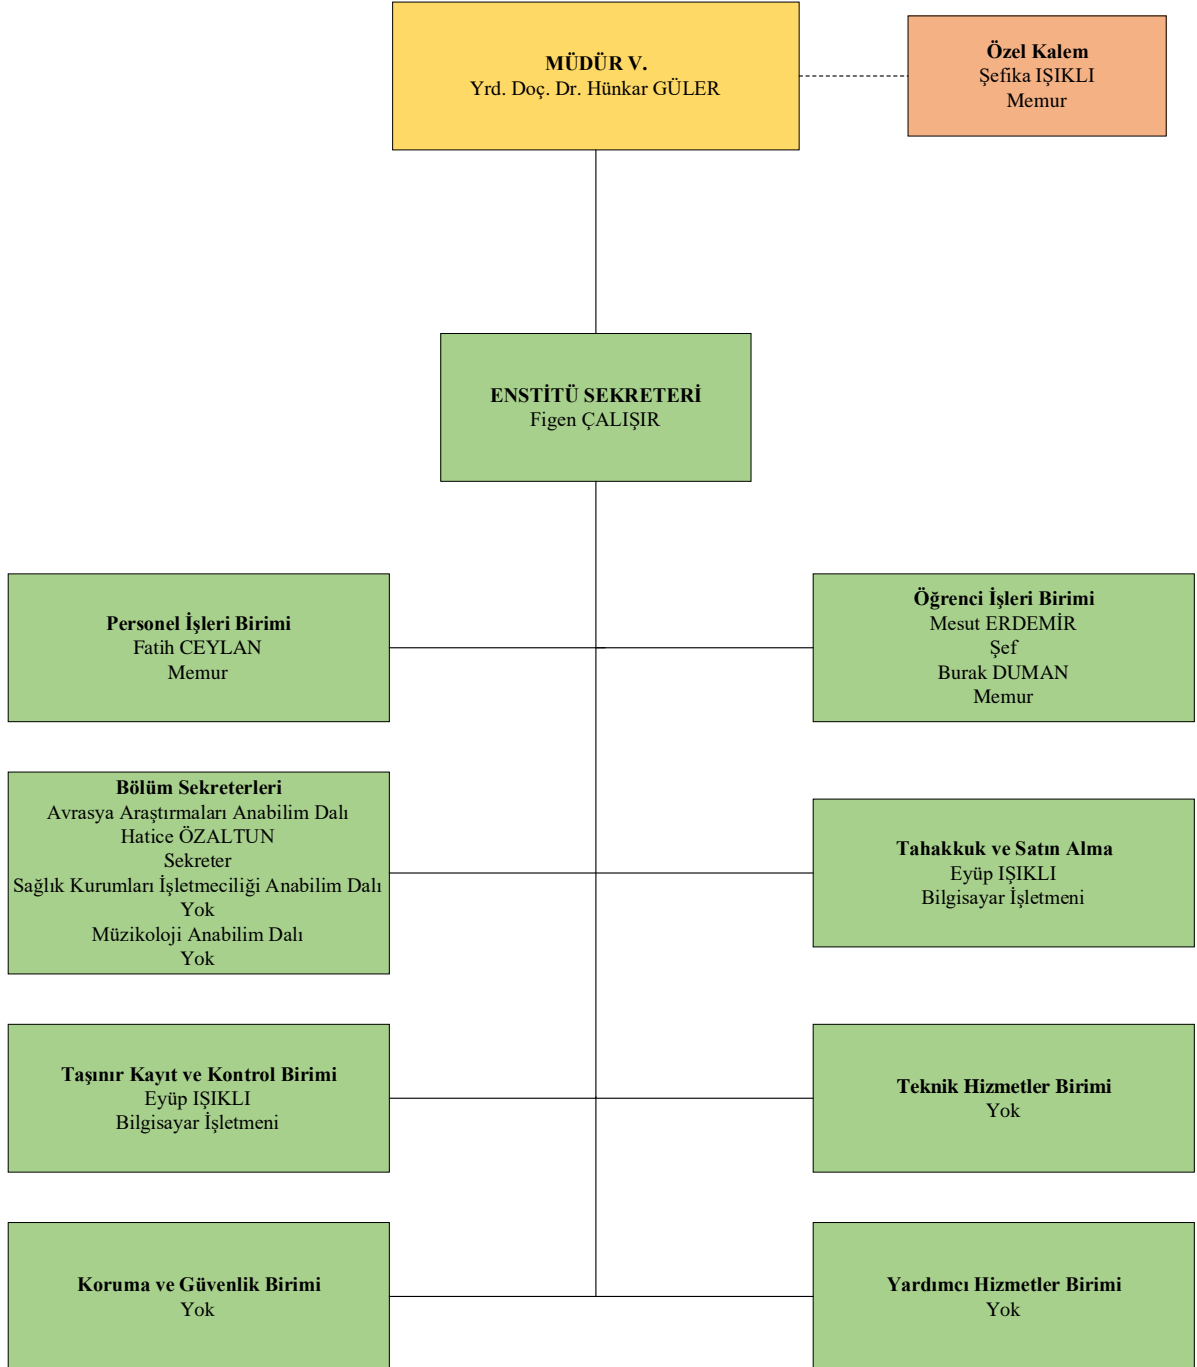 MÜDÜR V.
Yrd. Doç. Dr. Hünkar GÜLER
Özel Kalem
Şefika IŞIKLI
Memur
ENSTİTÜ SEKRETERİ
Figen ÇALIŞIR
Personel İşleri Birimi
Fatih CEYLAN
Memur
Öğrenci İşleri Birimi
Mesut ERDEMİR
Şef
Burak DUMAN
Memur
Bölüm Sekreterleri
Avrasya Araştırmaları Anabilim Dalı
Hatice ÖZALTUN
Sekreter
Sağlık Kurumları İşletmeciliği Anabilim Dalı
Yok
Müzikoloji Anabilim Dalı
Yok
Tahakkuk ve Satın Alma
Eyüp IŞIKLI
Bilgisayar İşletmeni
Taşınır Kayıt ve Kontrol Birimi
Eyüp IŞIKLI
Bilgisayar İşletmeni
Teknik Hizmetler Birimi
Yok
Koruma ve Güvenlik Birimi
Yok
Yardımcı Hizmetler Birimi
Yok